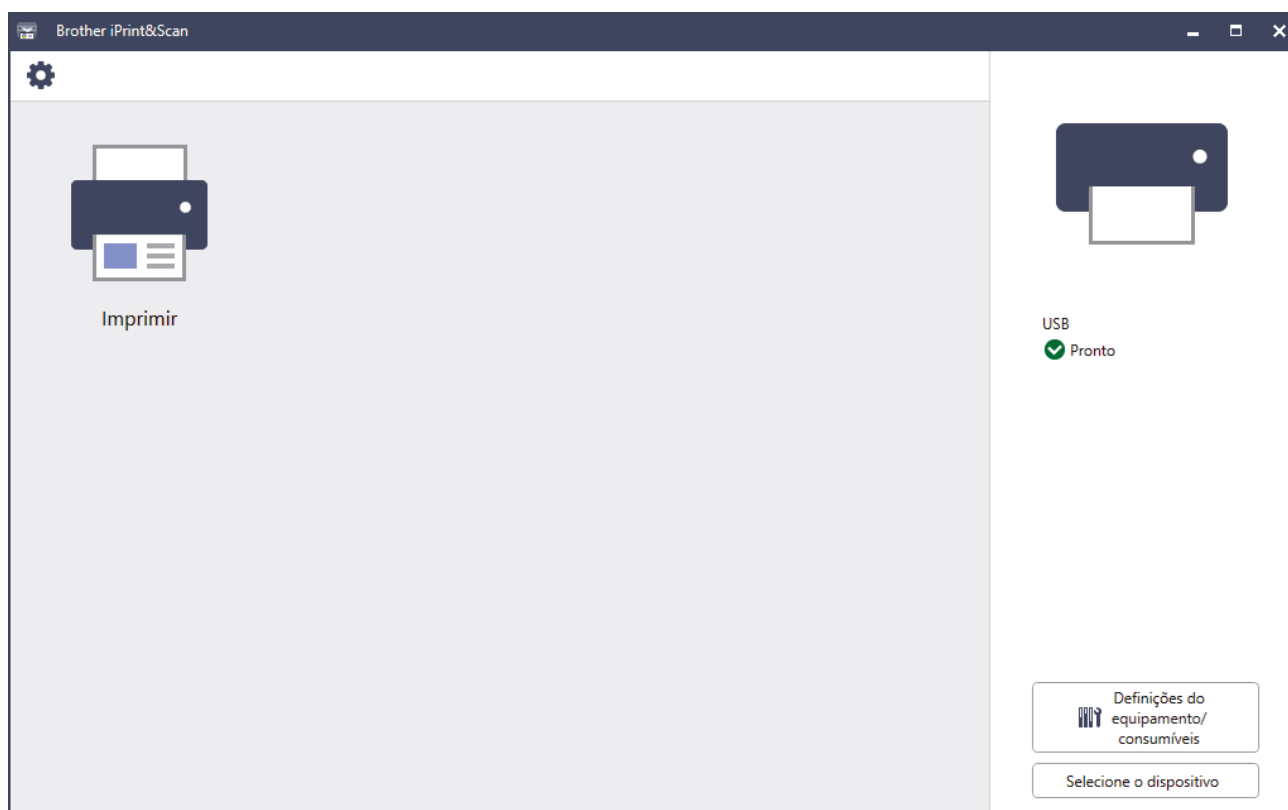 Brother iPrint&Scan
Imprimir
USB
Pronto
Definições do
equipamento/
consumíveis
Selecione o dispositivo